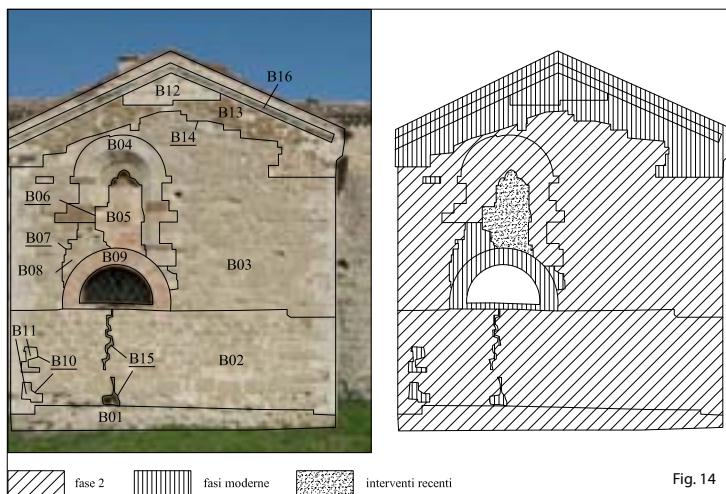 B16
B12
B13
B14
B04
B06
B05
B07
B09
B08
B03
B11
B10
B15
B02
B01
fase 2
fasi moderne
interventi recenti
Fig. 14